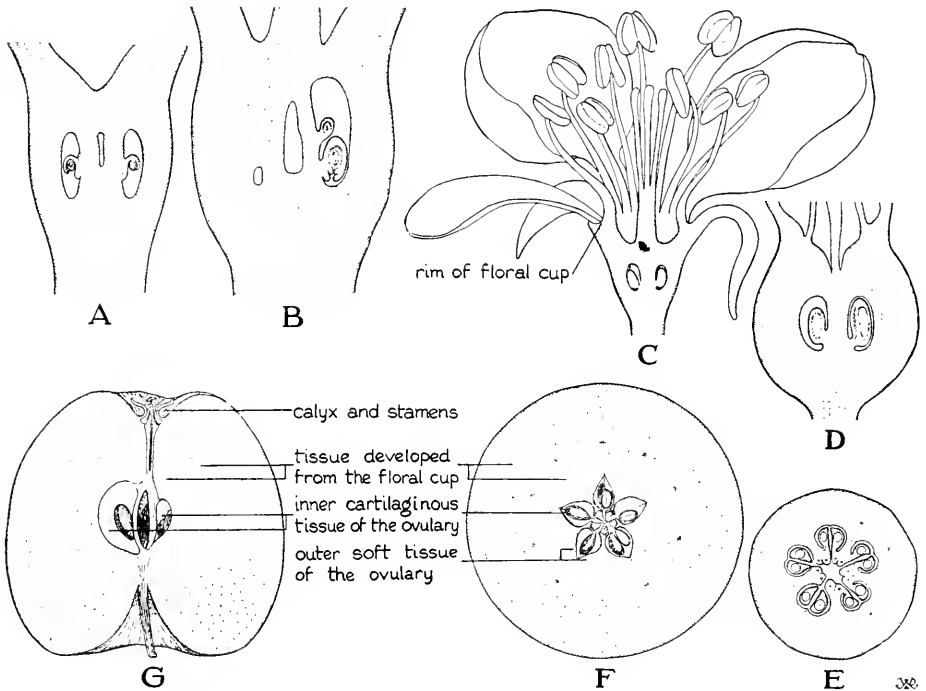 A
B
rim of floral cup
C
D
calyx and stamens
tissue developed
from the floral cup
inner cartilaginous
tissue of the ovulary
outer soft tissue
of the ovulary
G
F
E